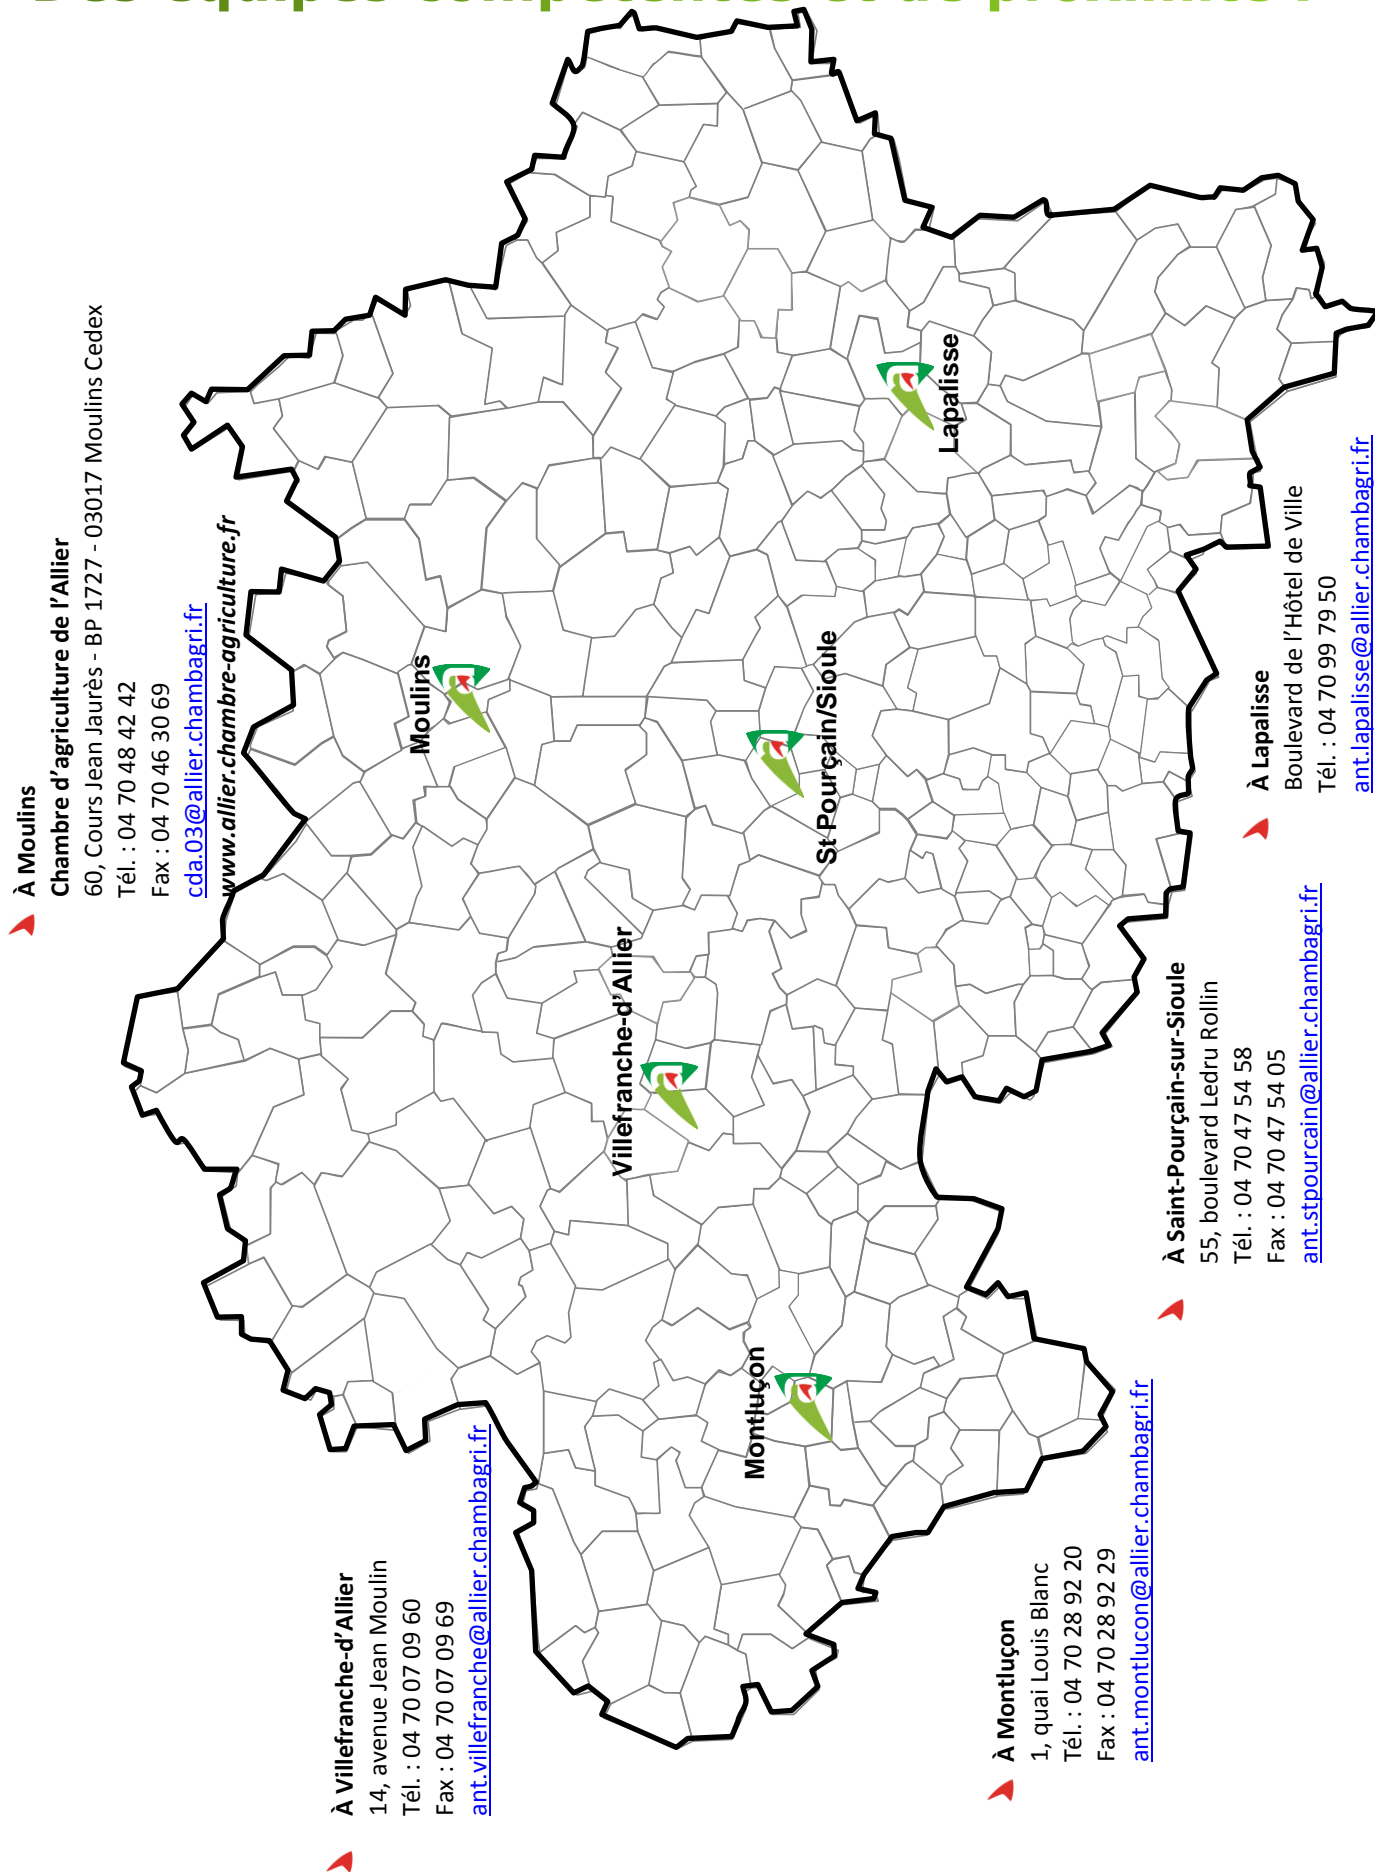 Des équipes compétentes et de proximité !
À Moulins
Chambre d'agriculture de l'Allier
60, Cours Jean Jaurès - BP 1727 - 03017 Moulins Cedex
Tél. : 04 70 48 42 42
Fax : 04 70 46 30 69
cda.03@allier.chambagri.fr
www.allier.chambre-agriculture.fr
À Villefranche-d'Allier
14, avenue Jean Moulin
Tél. : 04 70 07 09 60
Fax : 04 70 07 09 69
ant.villefranche@allier.chambagri.fr
Moulins
Villefranche-d'Allier
Montluçon
St Pourçain/Sioule
Lapalisse
À Montluçon
1, quai Louis Blanc
Tél. : 04 70 28 92 20
Fax : 04 70 28 92 29
ant.montlucon@allier.chambagri.fr
À Saint-Pourçain-sur-Sioule
55, boulevard Ledru Rollin
Tél. : 04 70 47 54 58
Fax : 04 70 47 54 05
ant.stpourcain@allier.chambagri.fr
À Lapalisse
Boulevard de l'Hôtel de Ville
Tél. : 04 70 99 79 50
ant.lapalisse@allier.chambagri.fr